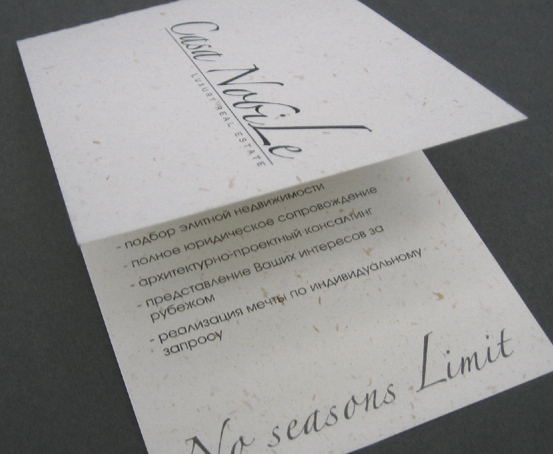 Casa Nobile
LUXURY REAL ESTATE
- подбор элитной недвижимости
- полное юридическое сопровождение
- архитектурно-проектный консалтинг
- представление Ваших интересов за
рубежом
- реализация мечты по индивидуальному
запросу
No seasons Limit